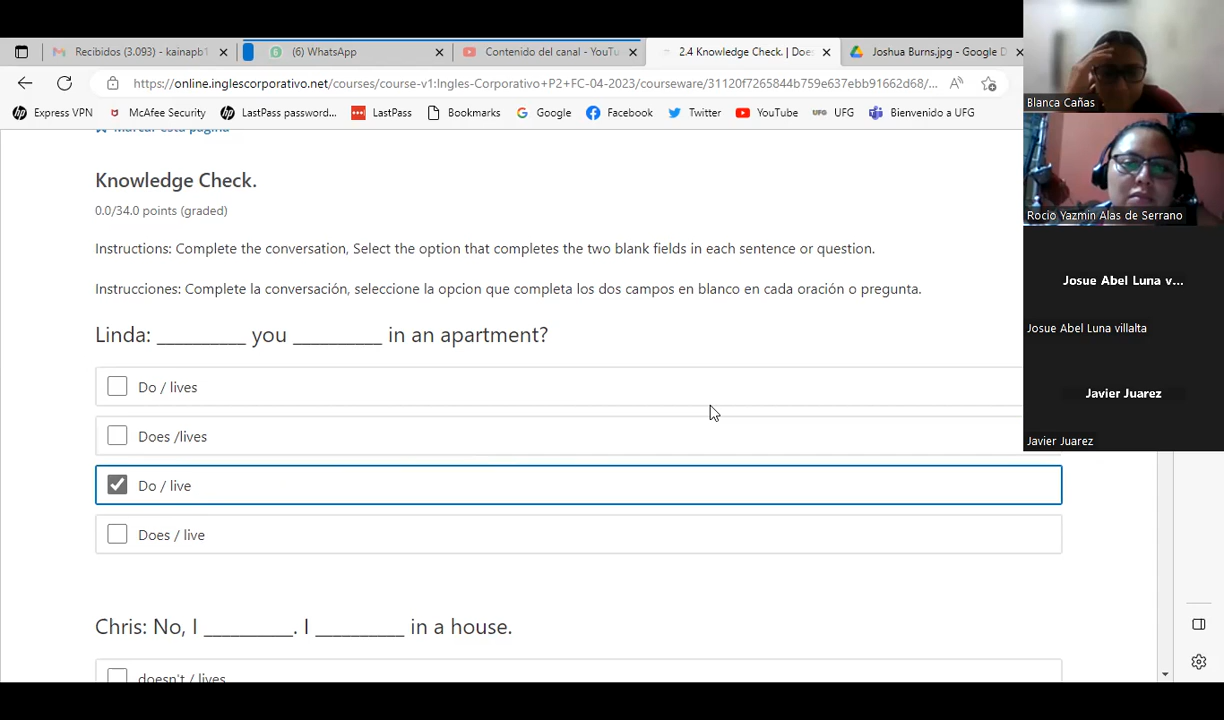 Recibidos (3.093) - kainapb1
(6) WhatsApp
Contenido del canal - YouTu
2.4 Knowledge Check. | Doe
Joshua Burns.jpg - Google D
https://online.inglescorporativo.net/courses/course-v1:Ingles-Corporativo+P2+FC-04-2023/courseware/31120f7265844b759e637ebb91662d68/...
Express VPN
McAfee Security
LastPass password...
LastPass
Bookmarks
Google
Facebook
Twitter
YouTube
UFG
UFG
Bienvenido a UFG
Marcar esta página
Knowledge Check.
0.0/34.0 points (graded)
Instructions: Complete the conversation, Select the option that completes the two blank fields in each sentence or question.
Instrucciones: Complete la conversación, seleccione la opcion que completa los dos campos en blanco en cada oración o pregunta.
Linda: _________ you _________ in an apartment?
Do / lives
Does /lives
Do / live
Does / live
Chris: No, I _________. I _________ in a house.
doesn't / lives
Blanca Cañas
Rocio Yazmin Alas de Serrano
Josue Abel Luna v...
Josue Abel Luna villalta
Javier Juarez
Javier Juarez